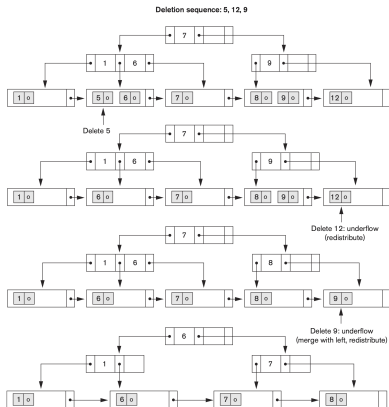 Deletion sequence: 5, 12, 9
7
1 6 9
1 5 6 7 8 9 12
Delete 5
7
1 6 9
1 6 7 8 9 12
Delete 12: underflow
(redistribute)
7
1 6 8
1 6 7 8 9
Delete 9: underflow
(merge with left, redistribute)
6
1 7
1 6 7 8